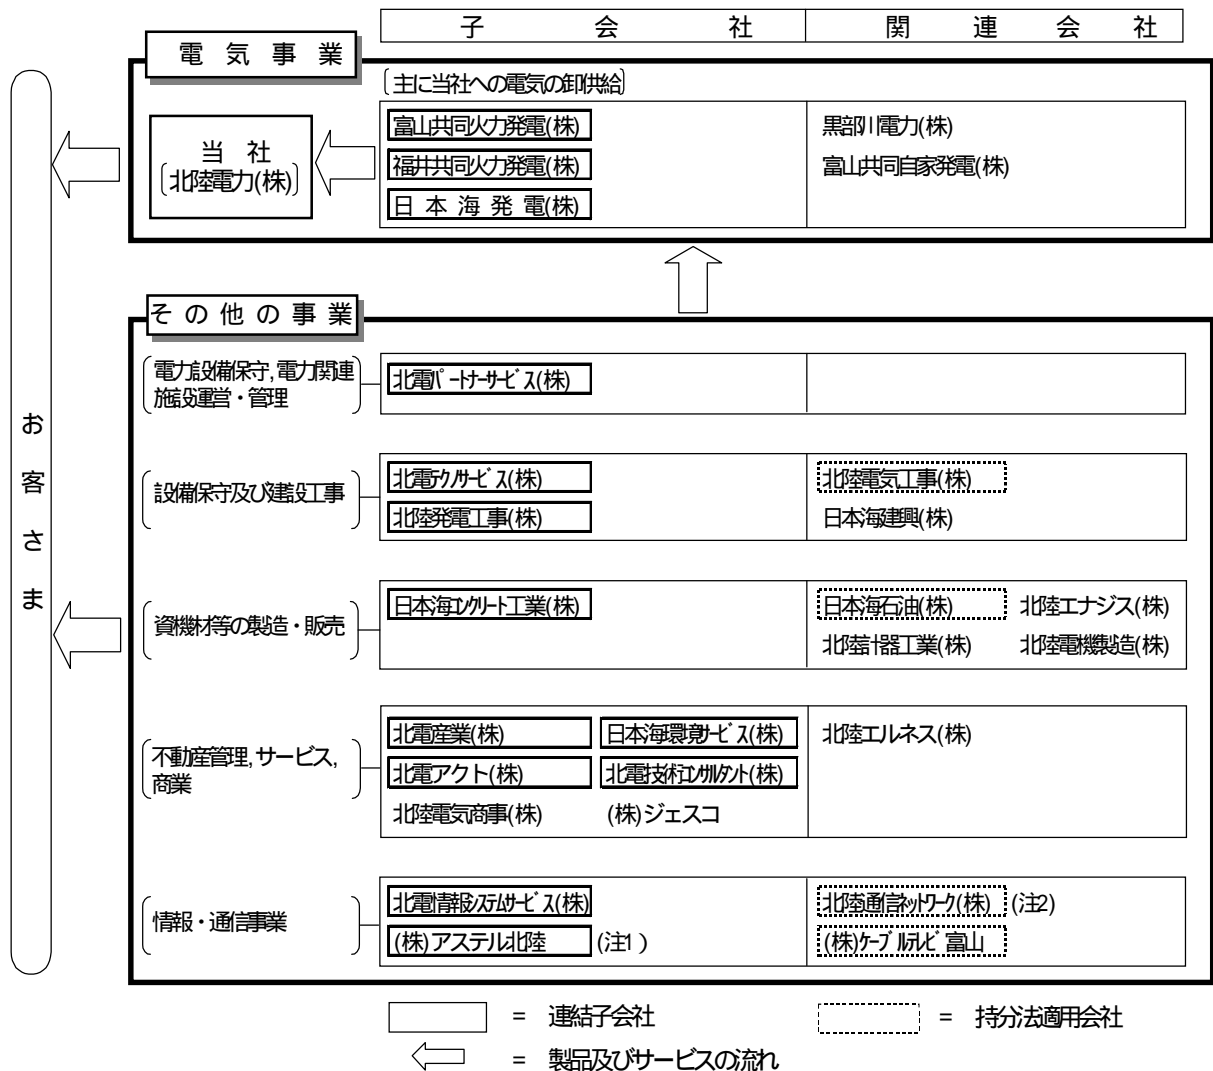 子会社 関連会社
電気事業
〔主に当社への電気の卸供給〕
当社
〔北陸電力(株)〕
富山共同火力発電(株)
福井共同火力発電(株)
日本海発電(株)
黒部川電力(株)
富山共同自家発電(株)
お客さま
その他の事業
電力設備保守,電力関連
施設運営・管理
北電パートナーサービス(株)
設備保守及び建設工事
北電テクノサービス(株)
北陸発電工事(株)
北陸電気工事(株)
日本海建興(株)
資機材等の製造・販売
日本海コンクリート工業(株)
日本海石油(株) 北陸エナジス(株)
北陸計器工業(株) 北陸電機製造(株)
不動産管理,サービス,
商業
北電産業(株) 日本海環境サービス(株)
北電アクト(株) 北電技術コンサルタント(株)
北陸電気商事(株) (株)ジェスコ
北陸エルネス(株)
情報・通信事業
北電情報システムサービス(株)
(株)アステル北陸 (注1)
北陸通信ネットワーク(株) (注2)
(株)ケーブルテレビ富山
= 連結子会社 = 持分法適用会社
= 製品及びサービスの流れ